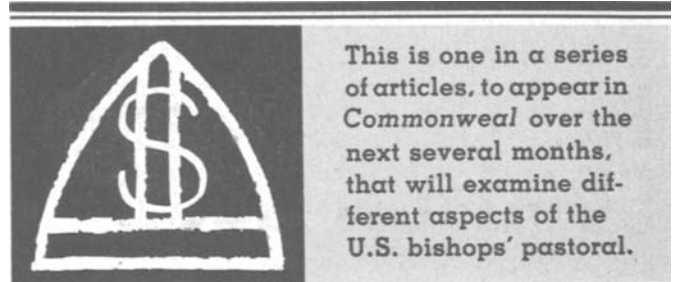 $
This is one in a series
of articles, to appear in
Commonweal over the
next several months,
that will examine dif-
ferent aspects of the
U.S. bishops' pastoral.